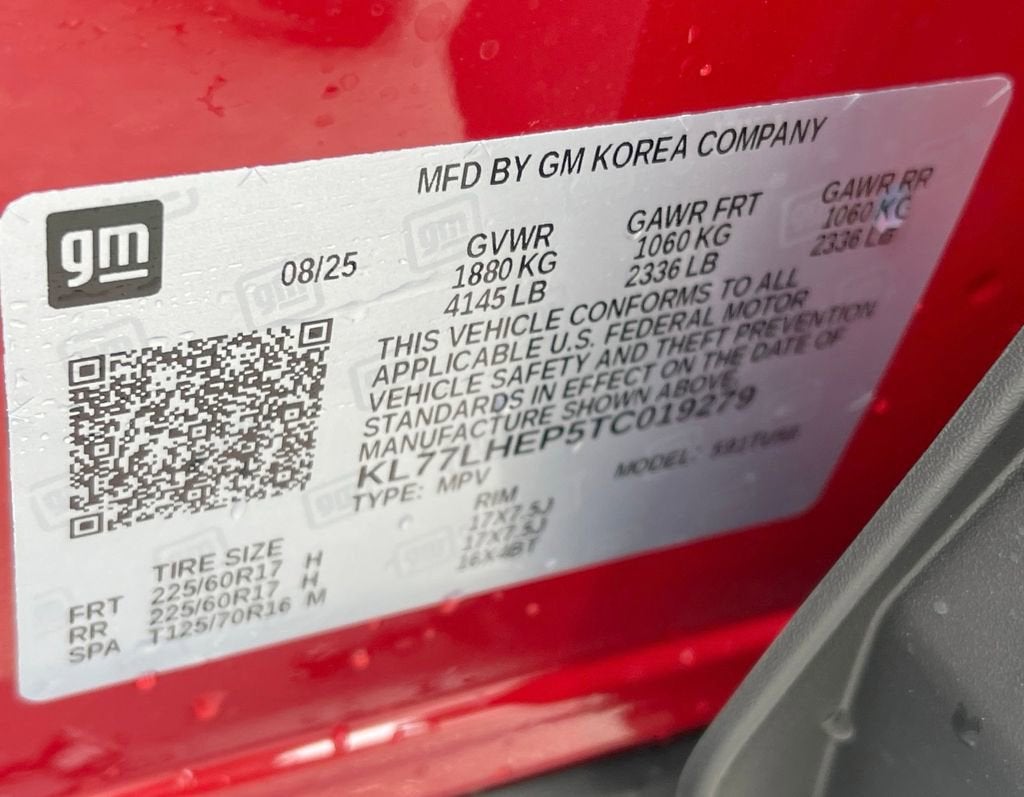 MFD BY GM KOREA COMPANY
gm
08/25
GVWR GAWR FRT GAWR RR
1880 KG 1060 KG 1060 KG
4145 LB 2336 LB 2336 LB
THIS VEHICLE CONFORMS TO ALL
APPLICABLE U.S. FEDERAL MOTOR
VEHICLE SAFETY AND THEFT PREVENTION
STANDARDS IN EFFECT ON THE DATE OF
MANUFACTURE SHOWN ABOVE.
KL77LHEP5TC019279
TYPE: MPV MODEL:
TIRE SIZE RIM
FRT 225/60R17 H 17X7.5J
RR 225/60R17 H 17X7.5J
SPA T125/70R16 M 16X4BT